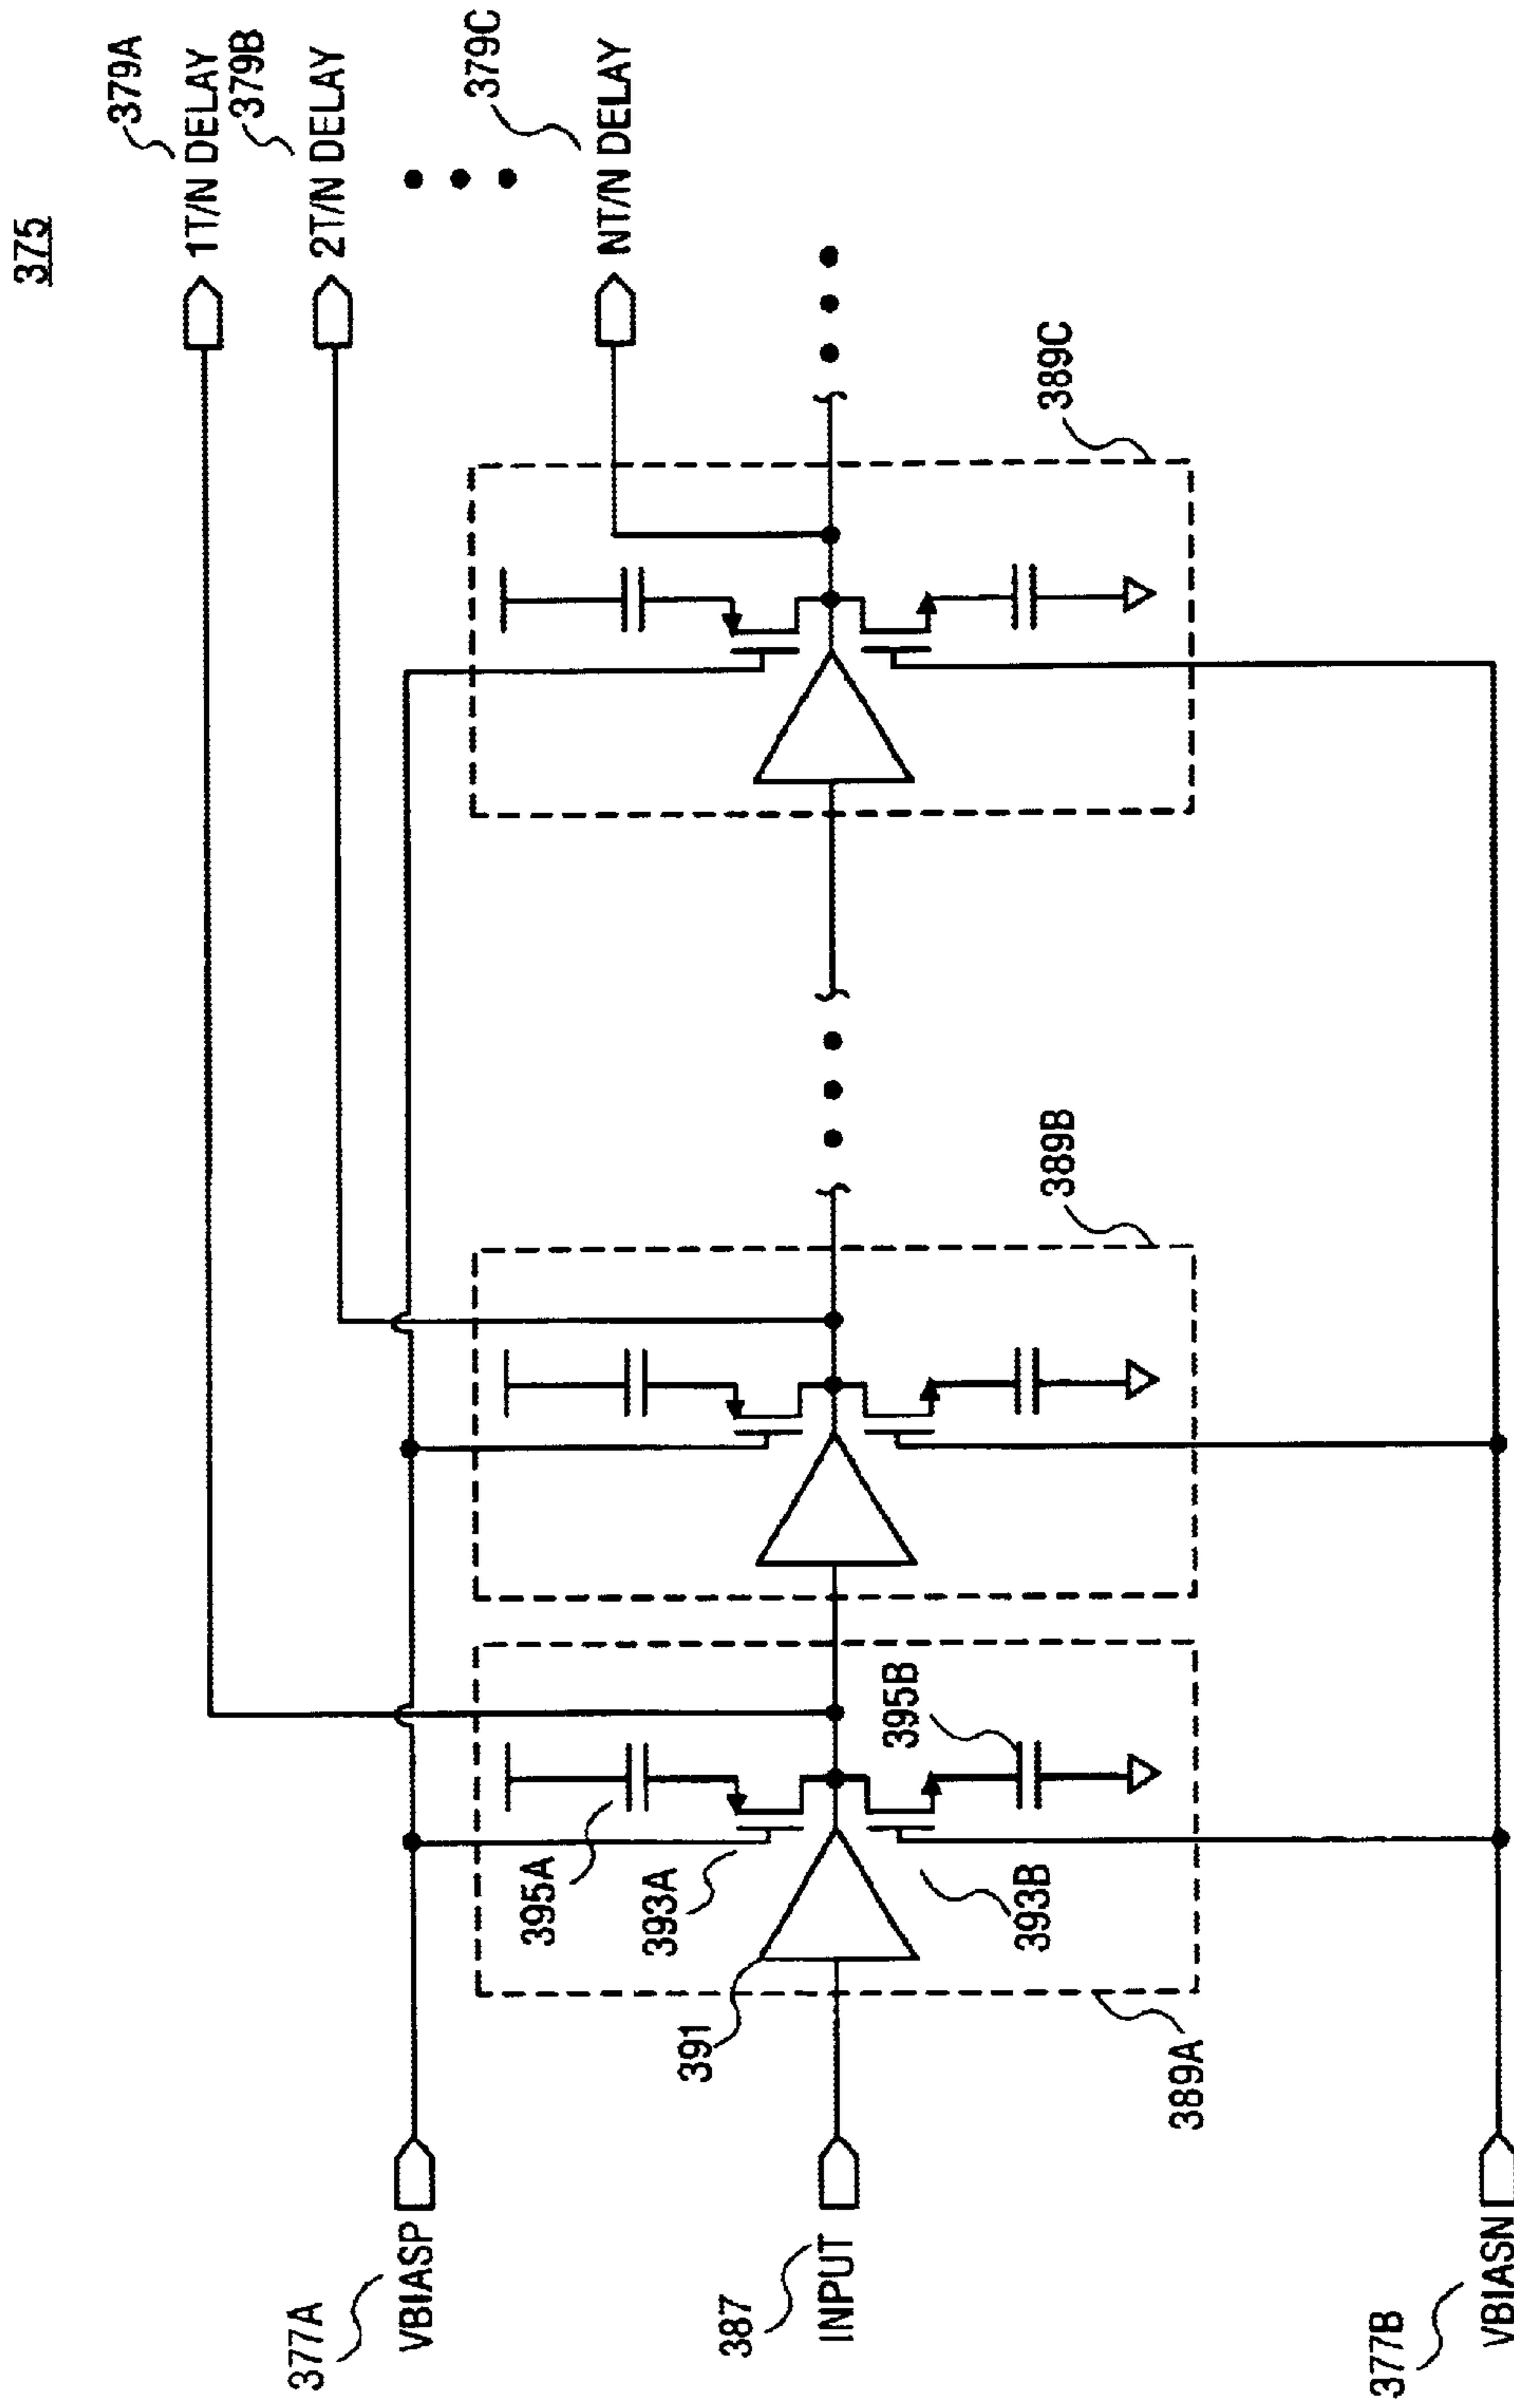 375
379A
1T/N DELAY
379B
2T/N DELAY
379C
NT/N DELAY
377A
VBIASP
395A
393A
391
387
INPUT
395B
393B
389A
389B
389C
377B
VBIASN